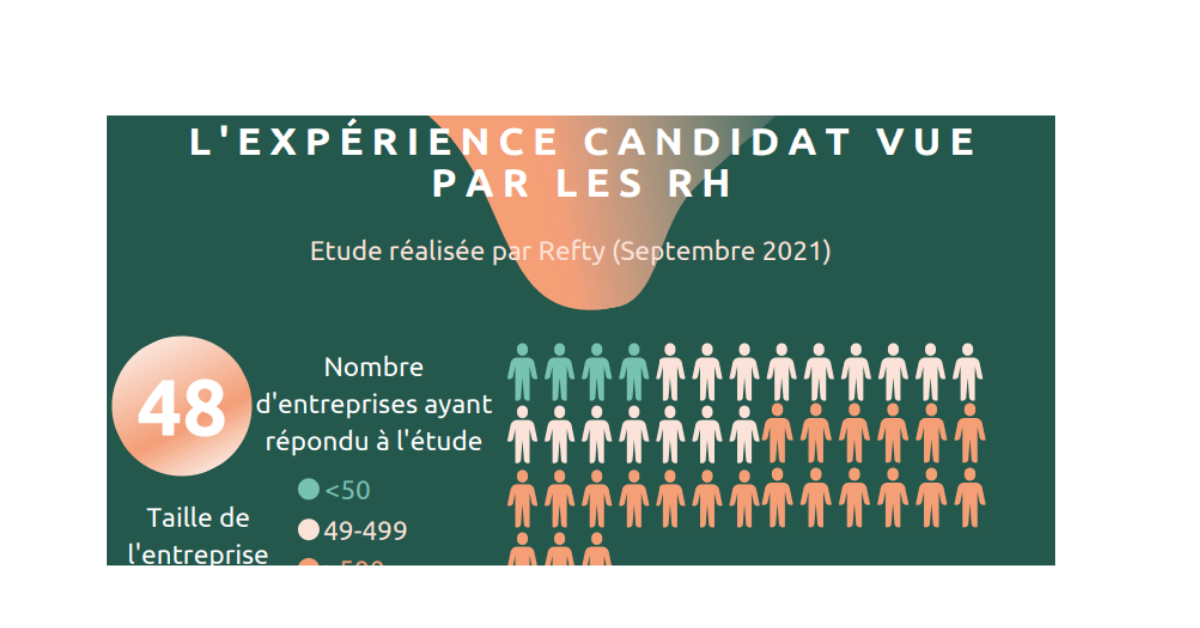 L'EXPÉRIENCE CANDIDAT VUE
PAR LES RH
Etude réalisée par Refty (Septembre 2021)
48
Nombre
d'entreprises ayant
répondu à l'étude
<50
49-499
Taille de
l'entreprise